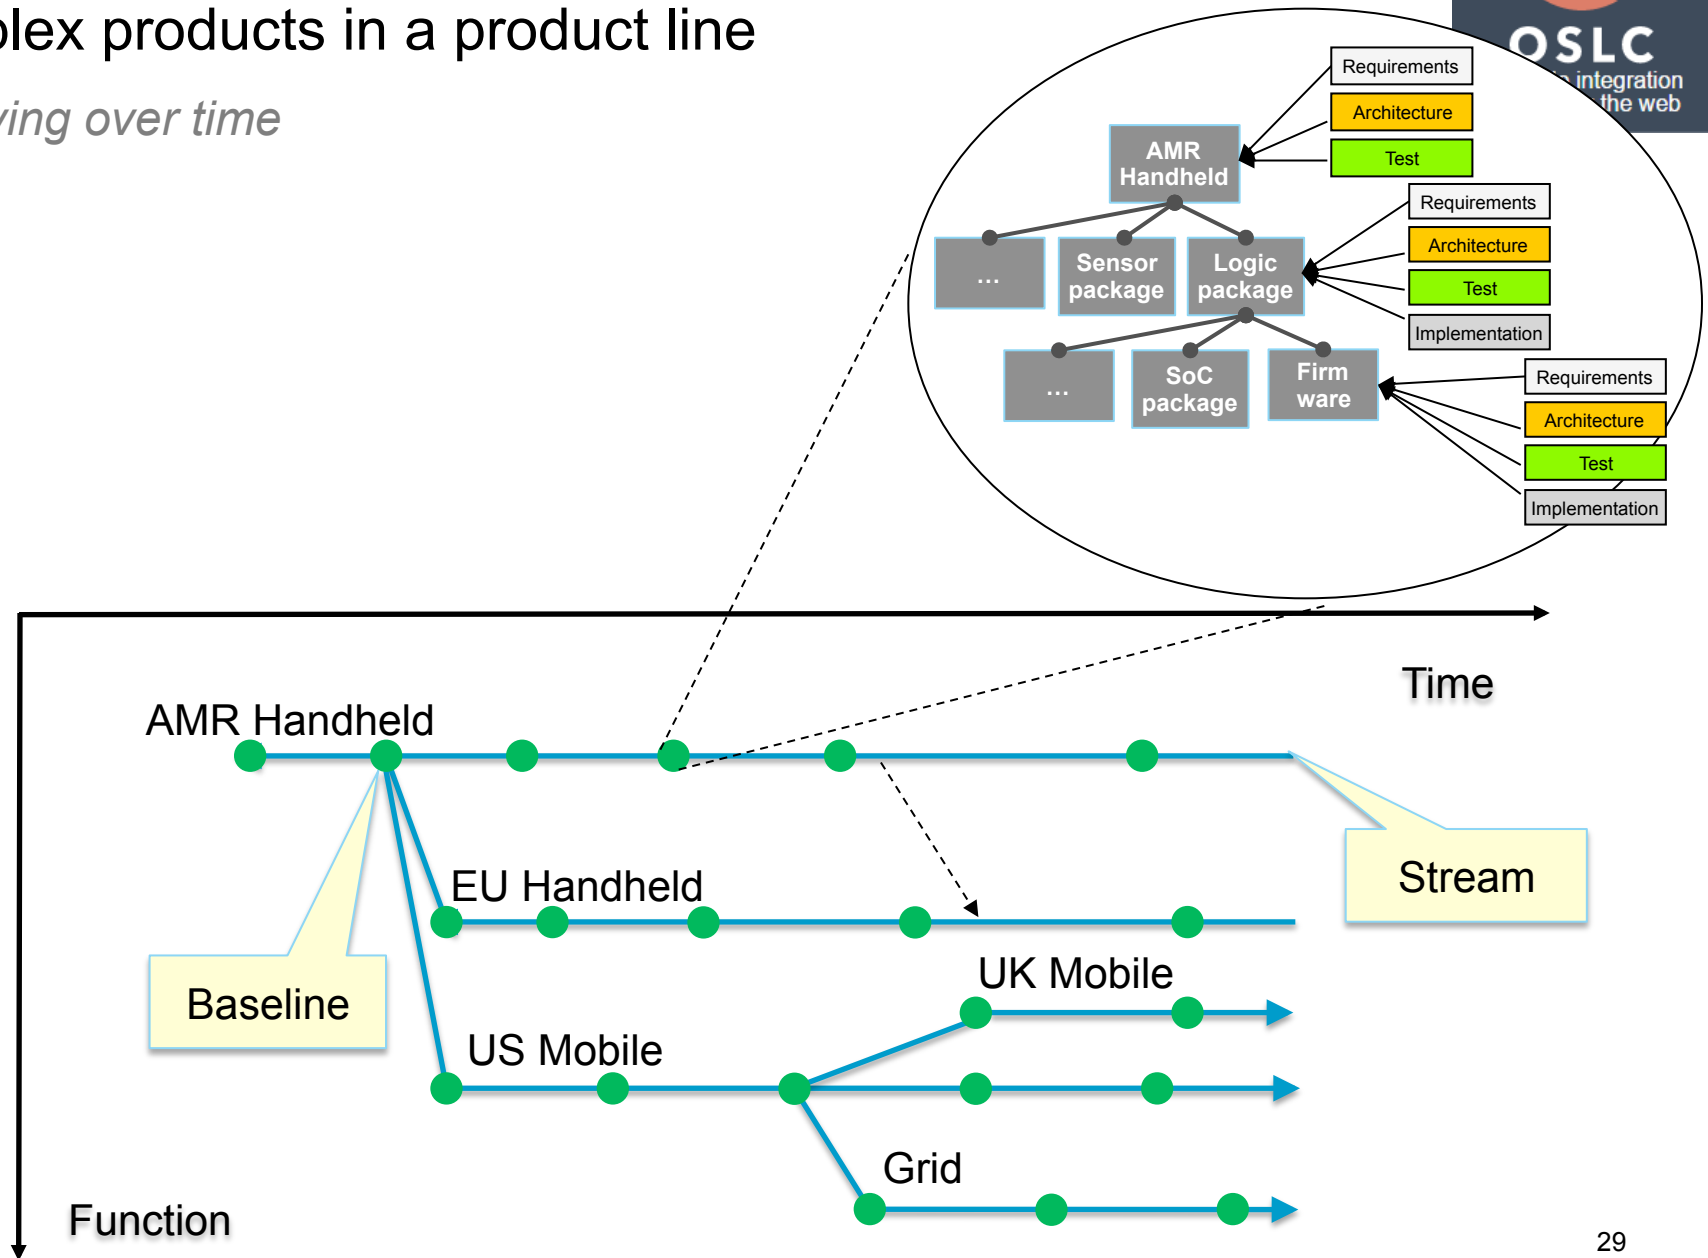 products in a product line
over time
OSLC
integration
the web
Requirements
Architecture
Test
AMR
Handheld
Requirements
Architecture
Test
Implementation
...
Sensor
package
Logic
package
...
SoC
package
Firm
ware
Requirements
Architecture
Test
Implementation
Time
AMR Handheld
EU Handheld
Stream
Baseline
UK Mobile
US Mobile
Grid
Function
29